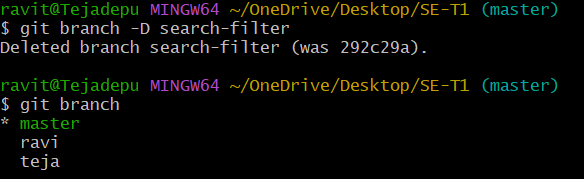 ravit@Tejadepu MINGW64 ~/OneDrive/Desktop/SE-T1 (master)
$ git branch -D search-filter
Deleted branch search-filter (was 292c29a).
ravit@Tejadepu MINGW64 ~/OneDrive/Desktop/SE-T1 (master)
$ git branch
* master
ravi
teja